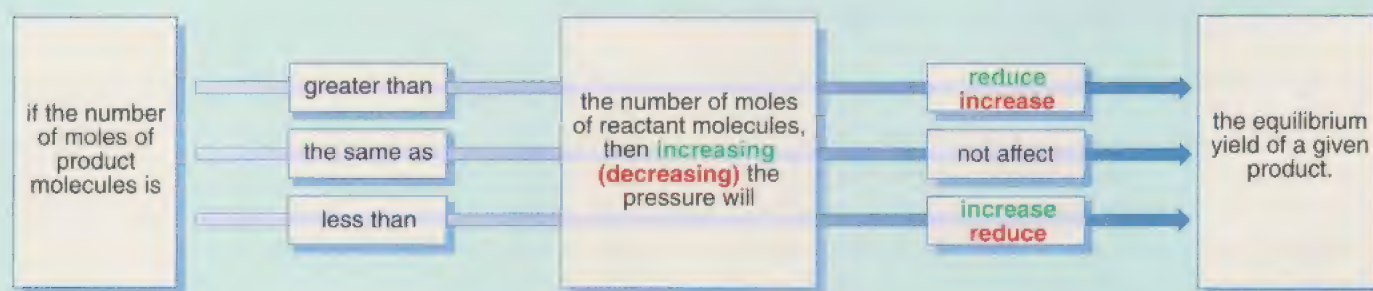 if the number
of moles of
product
molecules is
greater than
the same as
less than
the number of moles
of reactant molecules,
then increasing
(decreasing) the
pressure will
reduce
increase
not affect
increase
reduce
the equilibrium
yield of a given
product.